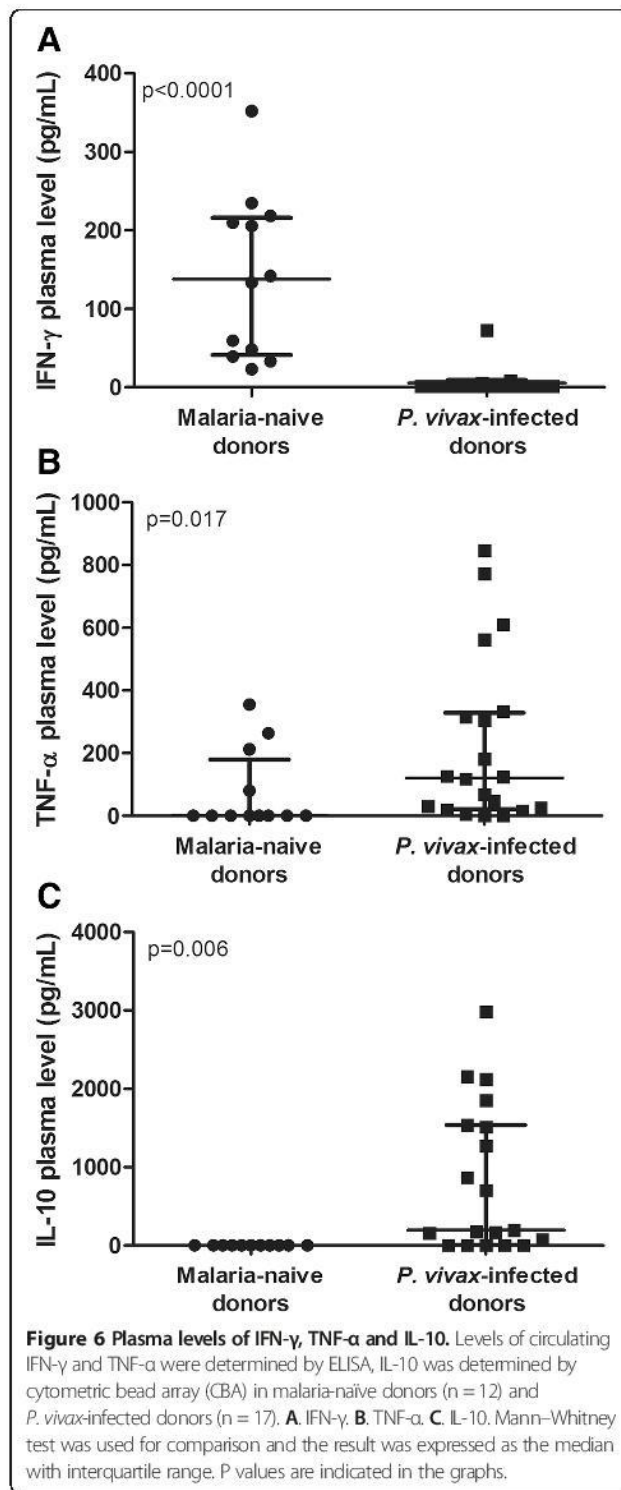 A
400
300
200
100
0
IFN-γ plasma level (pg/mL)
p<0.0001
Malaria-naive
donors
P. vivax-infected
donors
B
1000
800
600
400
200
0
TNF-α plasma level (pg/mL)
p=0.017
Malaria-naive
donors
P. vivax-infected
donors
C
4000
3000
2000
1000
0
IL-10 plasma level (pg/mL)
p=0.006
Malaria-naive
donors
P. vivax-infected
donors
Figure 6 Plasma levels of IFN-γ, TNF-α and IL-10. Levels of circulating
IFN-γ and TNF-α were determined by ELISA, IL-10 was determined by
cytometric bead array (CBA) in malaria-naïve donors (n = 12) and
P. vivax-infected donors (n = 17). A. IFN-γ. B. TNF-α. C. IL-10. Mann–Whitney
test was used for comparison and the result was expressed as the median
with interquartile range. P values are indicated in the graphs.